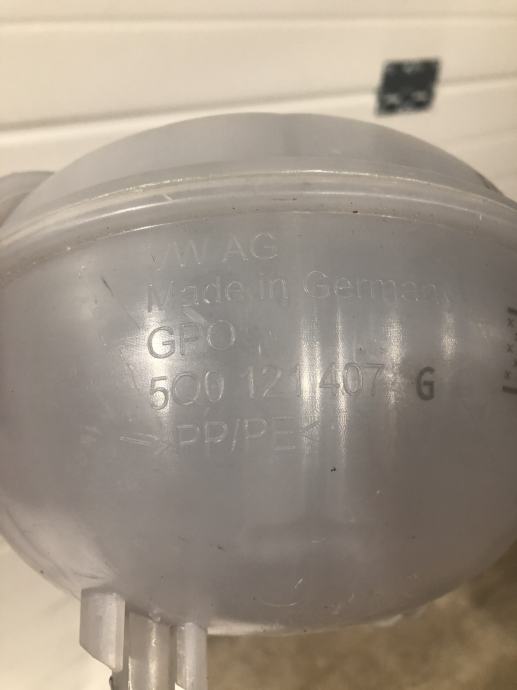 VW AG
Made in Germany
GPO
5Q0 121 407 G
>PP/PE<